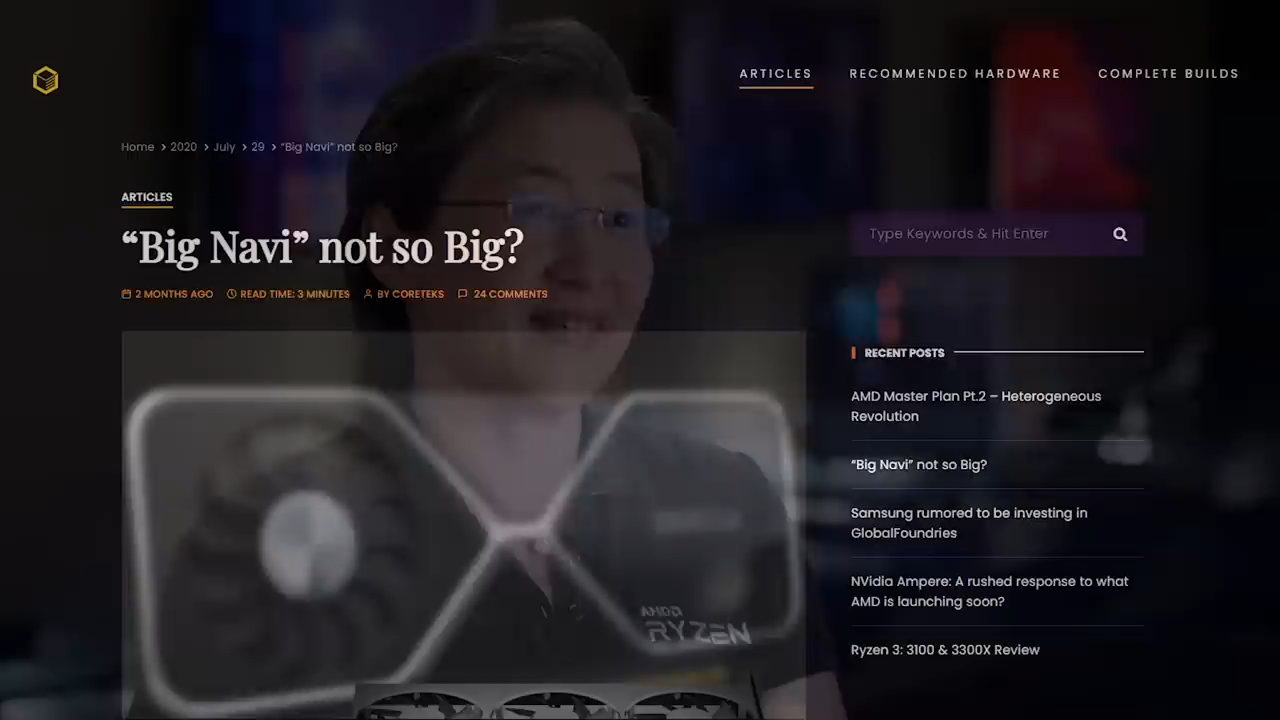 ARTICLES
RECOMMENDED HARDWARE
COMPLETE BUILDS
Home > 2020 > July > 29 > “Big Navi” not so Big?
ARTICLES
“Big Navi” not so Big?
2 MONTHS AGO READ TIME: 3 MINUTES BY CORETEKS 24 COMMENTS
Type Keywords & Hit Enter
RECENT POSTS
AMD Master Plan Pt.2 – Heterogeneous
Revolution
“Big Navi” not so Big?
Samsung rumored to be investing in
GlobalFoundries
NVidia Ampere: A rushed response to what
AMD is launching soon?
Ryzen 3: 3100 & 3300X Review
AMD
RYZEN